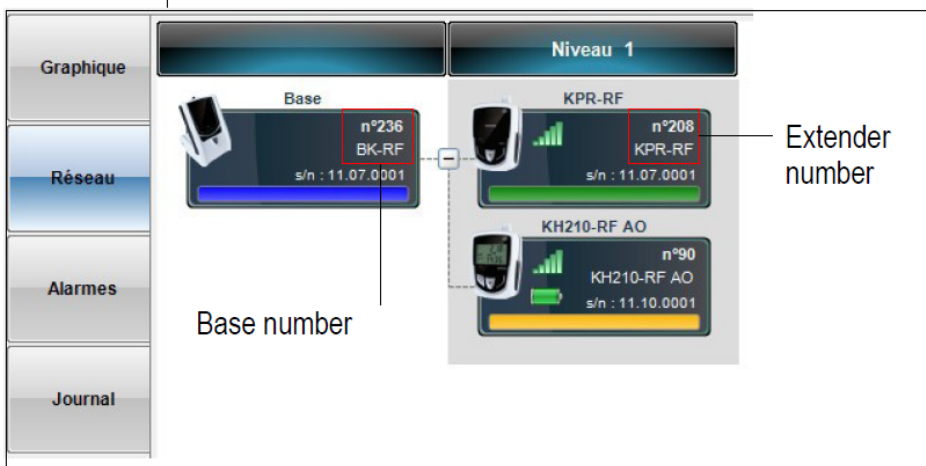 Graphique
Réseau
Alarmes
Journal
Niveau 1
Base
n°236
BK-RF
s/n : 11.07.0001
KPR-RF
n°208
KPR-RF
s/n : 11.07.0001
KH210-RF AO
n°90
KH210-RF AO
s/n : 11.10.0001
Base number
Extender
number